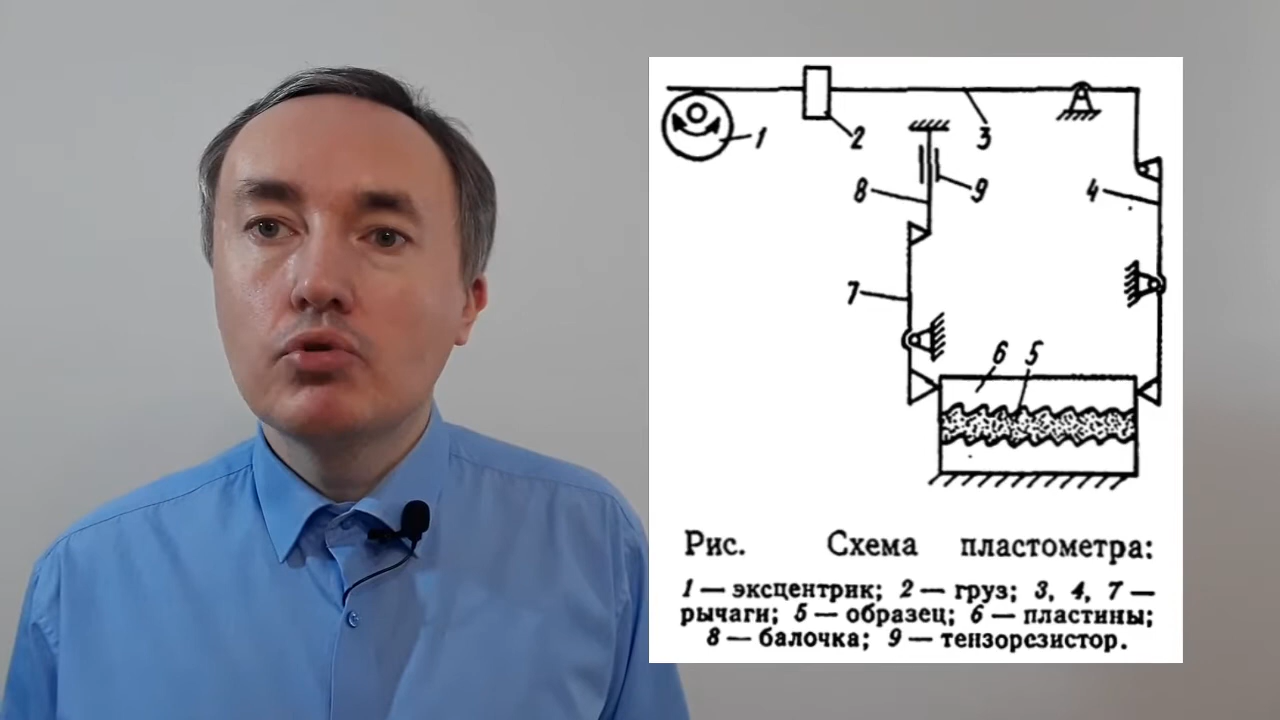 1
2
3
8
9
4
7
6 5
Рис. Схема пластометра:
1 — эксцентрик; 2 — груз; 3, 4, 7 —
рычаги; 5 — образец; 6 — пластины;
8 — балочка; 9 — тензорезистор.